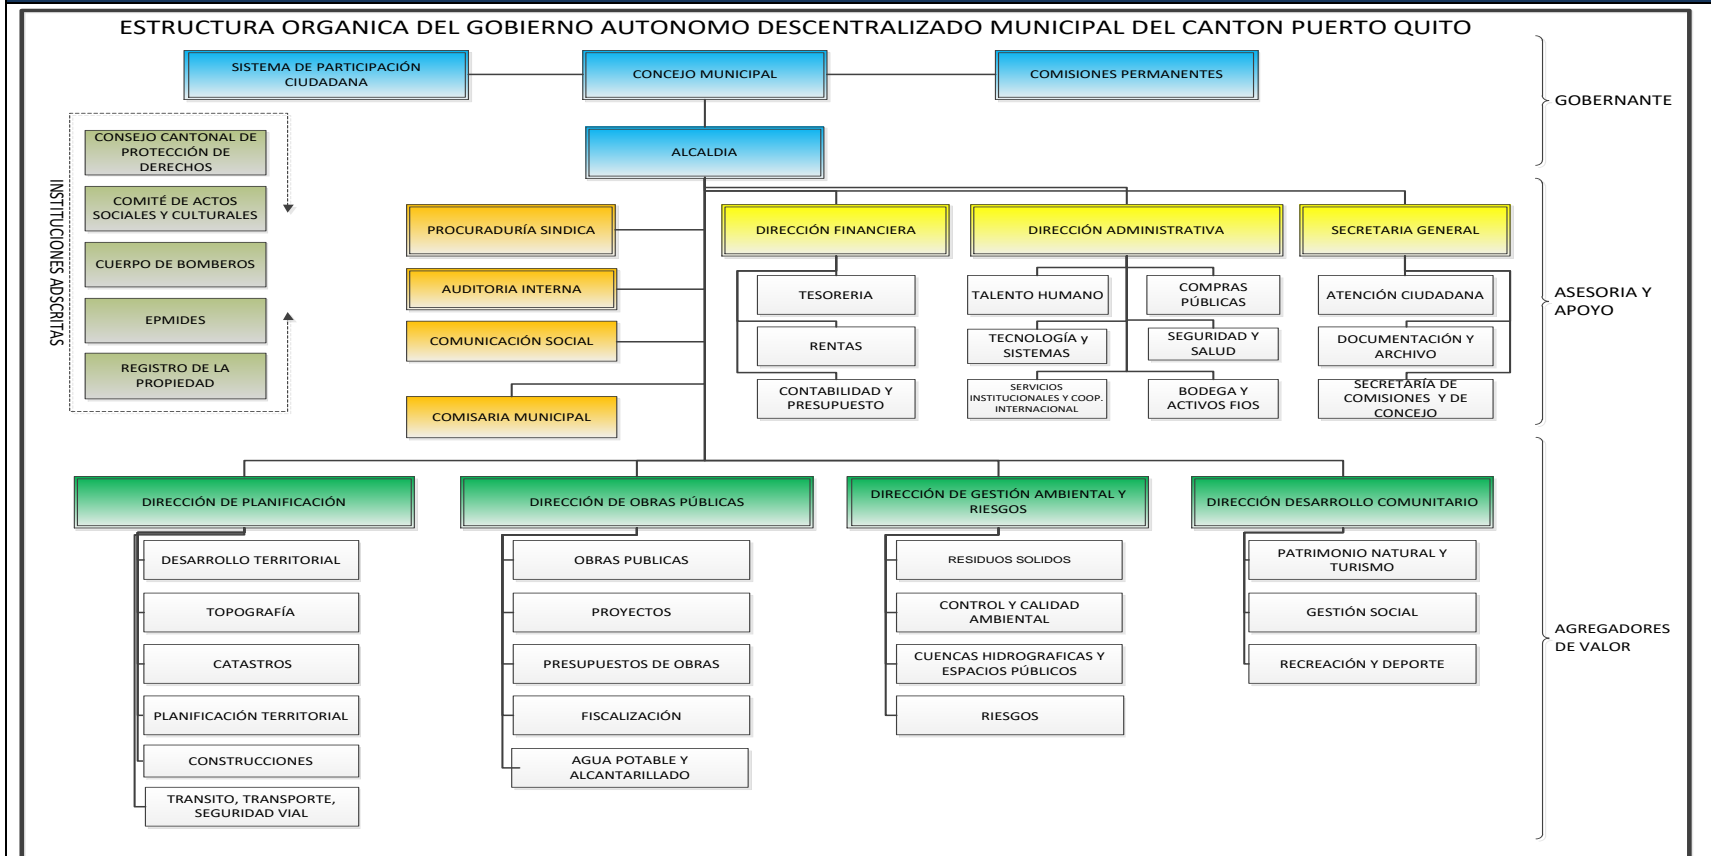 ESTRUCTURA ORGANICA DEL GOBIERNO AUTONOMO DESCENTRALIZADO MUNICIPAL DEL CANTON PUERTO QUITO
SISTEMA DE PARTICIPACIÓN
CIUDADANA
CONCEJO MUNICIPAL
COMISIONES PERMANENTES
GOBERNANTE
ALCALDIA
INSTITUCIONES ADSCRITAS
CONSEJO CANTONAL DE
PROTECCIÓN DE
DERECHOS
COMITÉ DE ACTOS
SOCIALES Y CULTURALES
CUERPO DE BOMBEROS
EPMIDES
REGISTRO DE LA
PROPIEDAD
PROCURADURÍA SINDICA
AUDITORIA INTERNA
COMUNICACIÓN SOCIAL
COMISARIA MUNICIPAL
DIRECCIÓN FINANCIERA
TESORERIA
RENTAS
CONTABILIDAD Y
PRESUPUESTO
DIRECCIÓN ADMINISTRATIVA
TALENTO HUMANO
COMPRAS
PÚBLICAS
TECNOLOGÍA y
SISTEMAS
SEGURIDAD Y
SALUD
SERVICIOS
INSTITUCIONALES Y COOP.
INTERNACIONAL
BODEGA Y
ACTIVOS FIOS
SECRETARIA GENERAL
ATENCIÓN CIUDADANA
DOCUMENTACIÓN Y
ARCHIVO
SECRETARÍA DE
COMISIONES Y DE
CONCEJO
ASESORIA Y
APOYO
DIRECCIÓN DE PLANIFICACIÓN
DESARROLLO TERRITORIAL
TOPOGRAFÍA
CATASTROS
PLANIFICACIÓN TERRITORIAL
CONSTRUCCIONES
TRANSITO, TRANSPORTE,
SEGURIDAD VIAL
DIRECCIÓN DE OBRAS PÚBLICAS
OBRAS PUBLICAS
PROYECTOS
PRESUPUESTOS DE OBRAS
FISCALIZACIÓN
AGUA POTABLE Y
ALCANTARILLADO
DIRECCIÓN DE GESTIÓN AMBIENTAL Y
RIESGOS
RESIDUOS SOLIDOS
CONTROL Y CALIDAD
AMBIENTAL
CUENCAS HIDROGRAFICAS Y
ESPACIOS PÚBLICOS
RIESGOS
DIRECCIÓN DESARROLLO COMUNITARIO
PATRIMONIO NATURAL Y
TURISMO
GESTIÓN SOCIAL
RECREACIÓN Y DEPORTE
AGREGADORES
DE VALOR